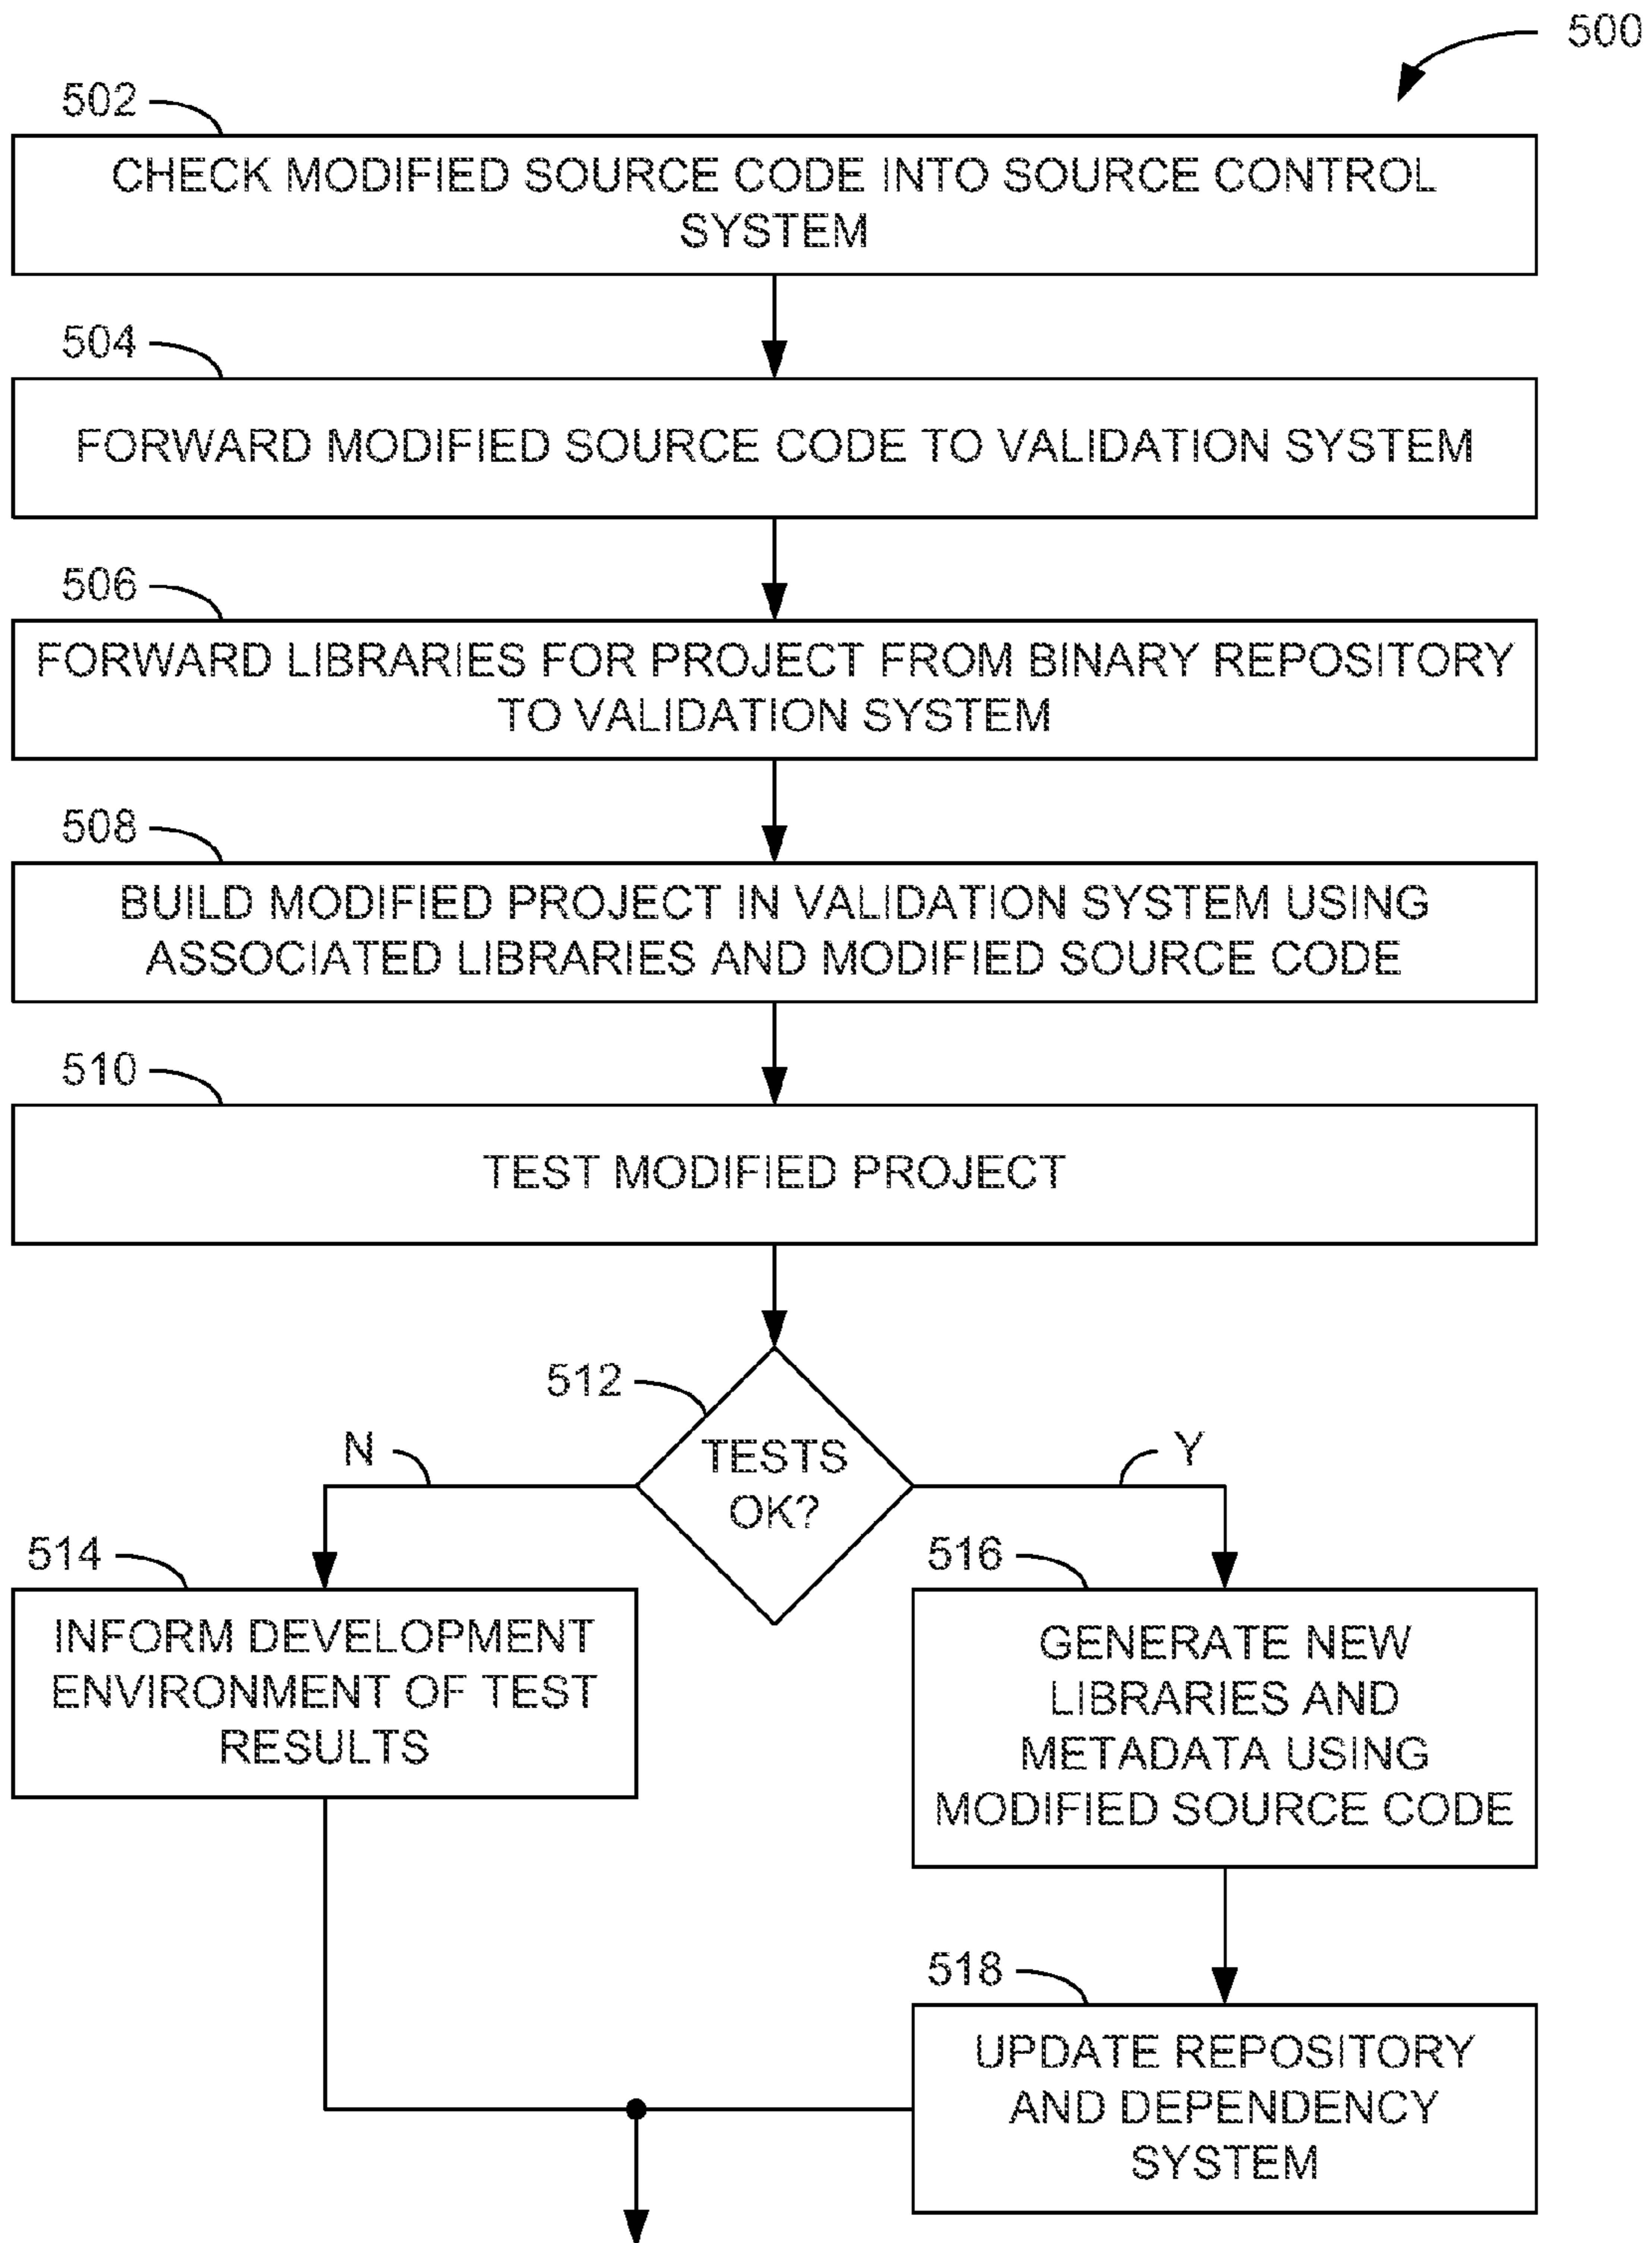 500
502
CHECK MODIFIED SOURCE CODE INTO SOURCE CONTROL
SYSTEM
504
FORWARD MODIFIED SOURCE CODE TO VALIDATION SYSTEM
506
FORWARD LIBRARIES FOR PROJECT FROM BINARY REPOSITORY
TO VALIDATION SYSTEM
508
BUILD MODIFIED PROJECT IN VALIDATION SYSTEM USING
ASSOCIATED LIBRARIES AND MODIFIED SOURCE CODE
510
TEST MODIFIED PROJECT
512
TESTS
OK?
N
Y
514
INFORM DEVELOPMENT
ENVIRONMENT OF TEST
RESULTS
516
GENERATE NEW
LIBRARIES AND
METADATA USING
MODIFIED SOURCE CODE
518
UPDATE REPOSITORY
AND DEPENDENCY
SYSTEM